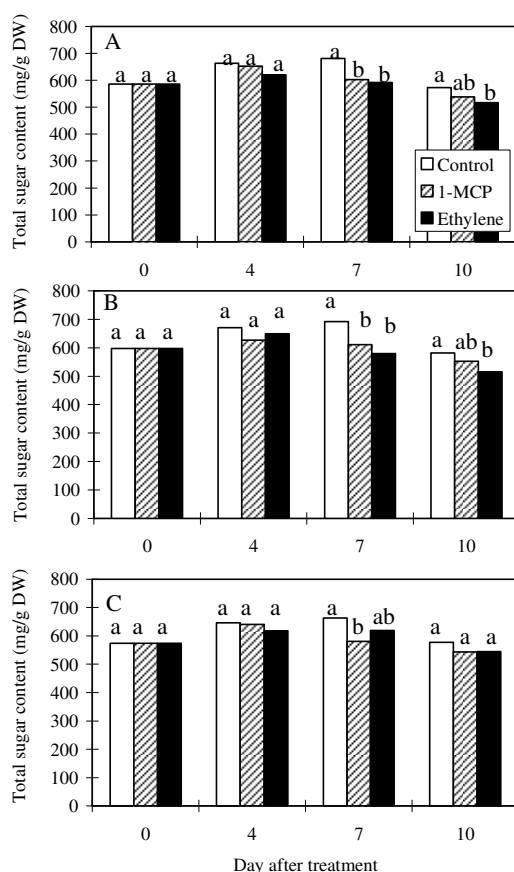 Total sugar content (mg/g DW)
A
800
700
600
500
400
300
200
100
0
a a a
a a a
a b b
a ab b
Control
1-MCP
Ethylene
0 4 7 10
Total sugar content (mg/g DW)
B
800
700
600
500
400
300
200
100
0
a a a
a a a
a b b
a ab b
0 4 7 10
Total sugar content (mg/g DW)
C
800
700
600
500
400
300
200
100
0
a a a
a a a
a b ab
a a a
0 4 7 10
Day after treatment